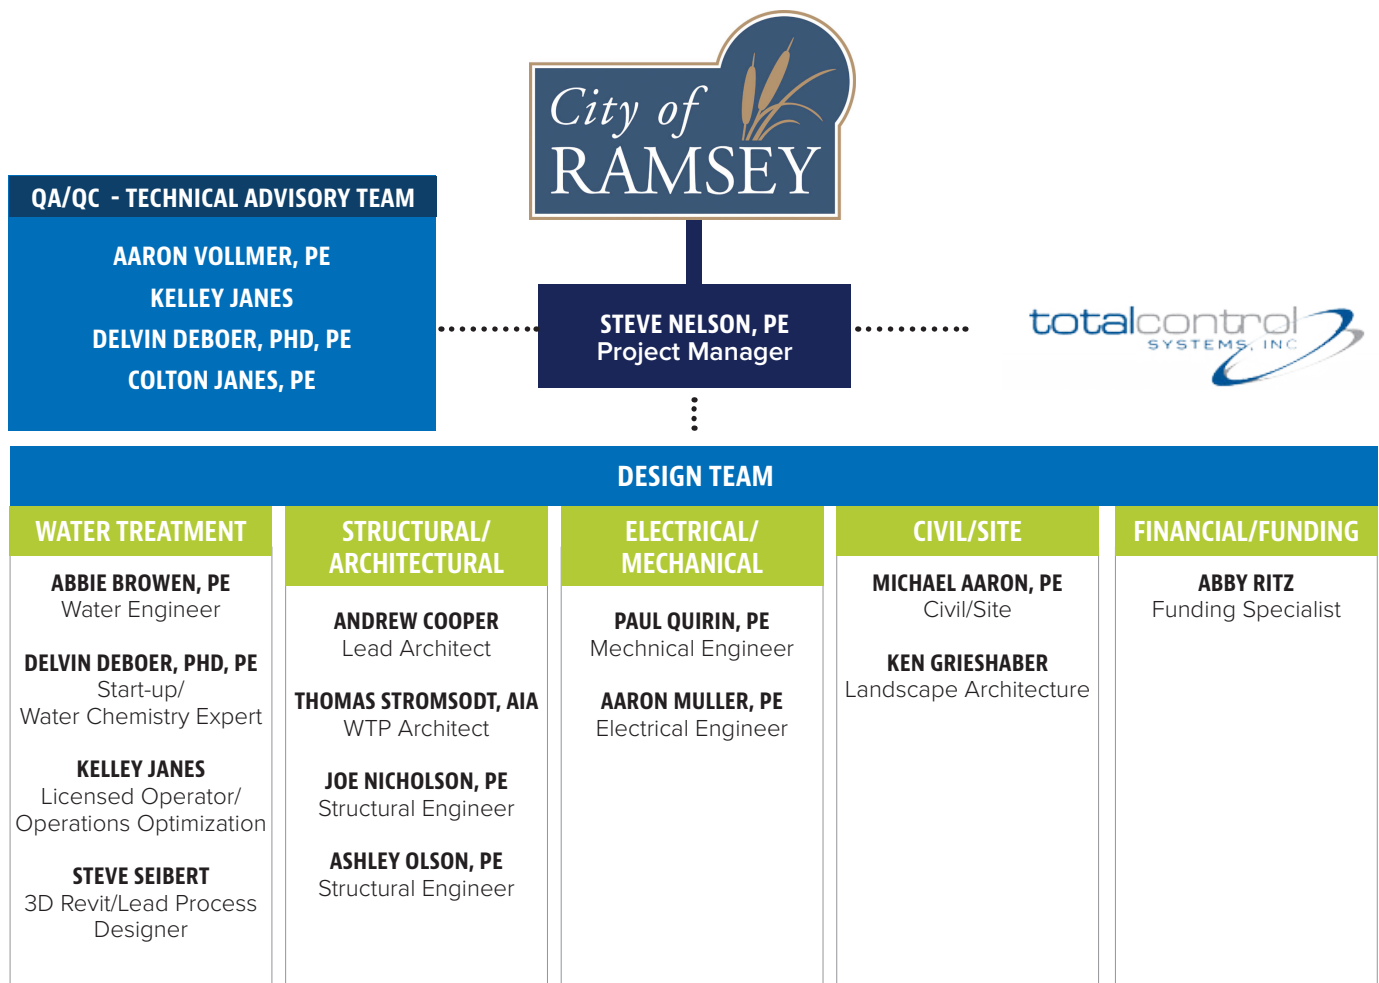 City of
RAMSEY
QA/QC - TECHNICAL ADVISORY TEAM
AARON VOLLMER, PE
KELLEY JANES
DELVIN DEBOER, PHD, PE
COLTON JANES, PE
STEVE NELSON, PE
Project Manager
totalcontrol
SYSTEMS, INC
DESIGN TEAM
WATER TREATMENT
ABBIE BROWEN, PE
Water Engineer
DELVIN DEBOER, PHD, PE
Start-up/
Water Chemistry Expert
KELLEY JANES
Licensed Operator/
Operations Optimization
STEVE SEIBERT
3D Revit/Lead Process
Designer
STRUCTURAL/
ARCHITECTURAL
ANDREW COOPER
Lead Architect
THOMAS STROMSODT, AIA
WTP Architect
JOE NICHOLSON, PE
Structural Engineer
ASHLEY OLSON, PE
Structural Engineer
ELECTRICAL/
MECHANICAL
PAUL QUIRIN, PE
Mechnical Engineer
AARON MULLER, PE
Electrical Engineer
CIVIL/SITE
MICHAEL AARON, PE
Civil/Site
KEN GRIESHABER
Landscape Architecture
FINANCIAL/FUNDING
ABBY RITZ
Funding Specialist